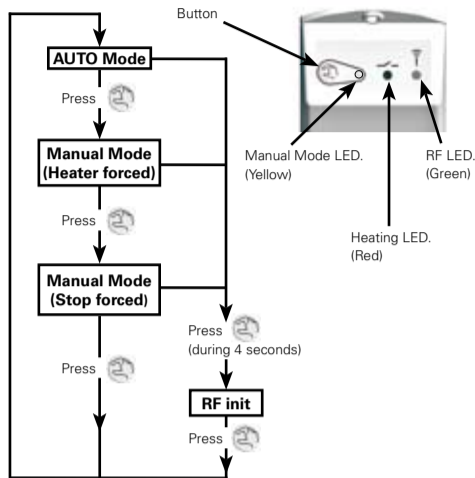 Button
AUTO Mode
Press
Manual Mode LED.
(Yellow)
RF LED.
(Green)
Manual Mode
(Heater forced)
Press
Heating LED.
(Red)
Manual Mode
(Stop forced)
Press
(during 4 seconds)
Press
RF init
Press